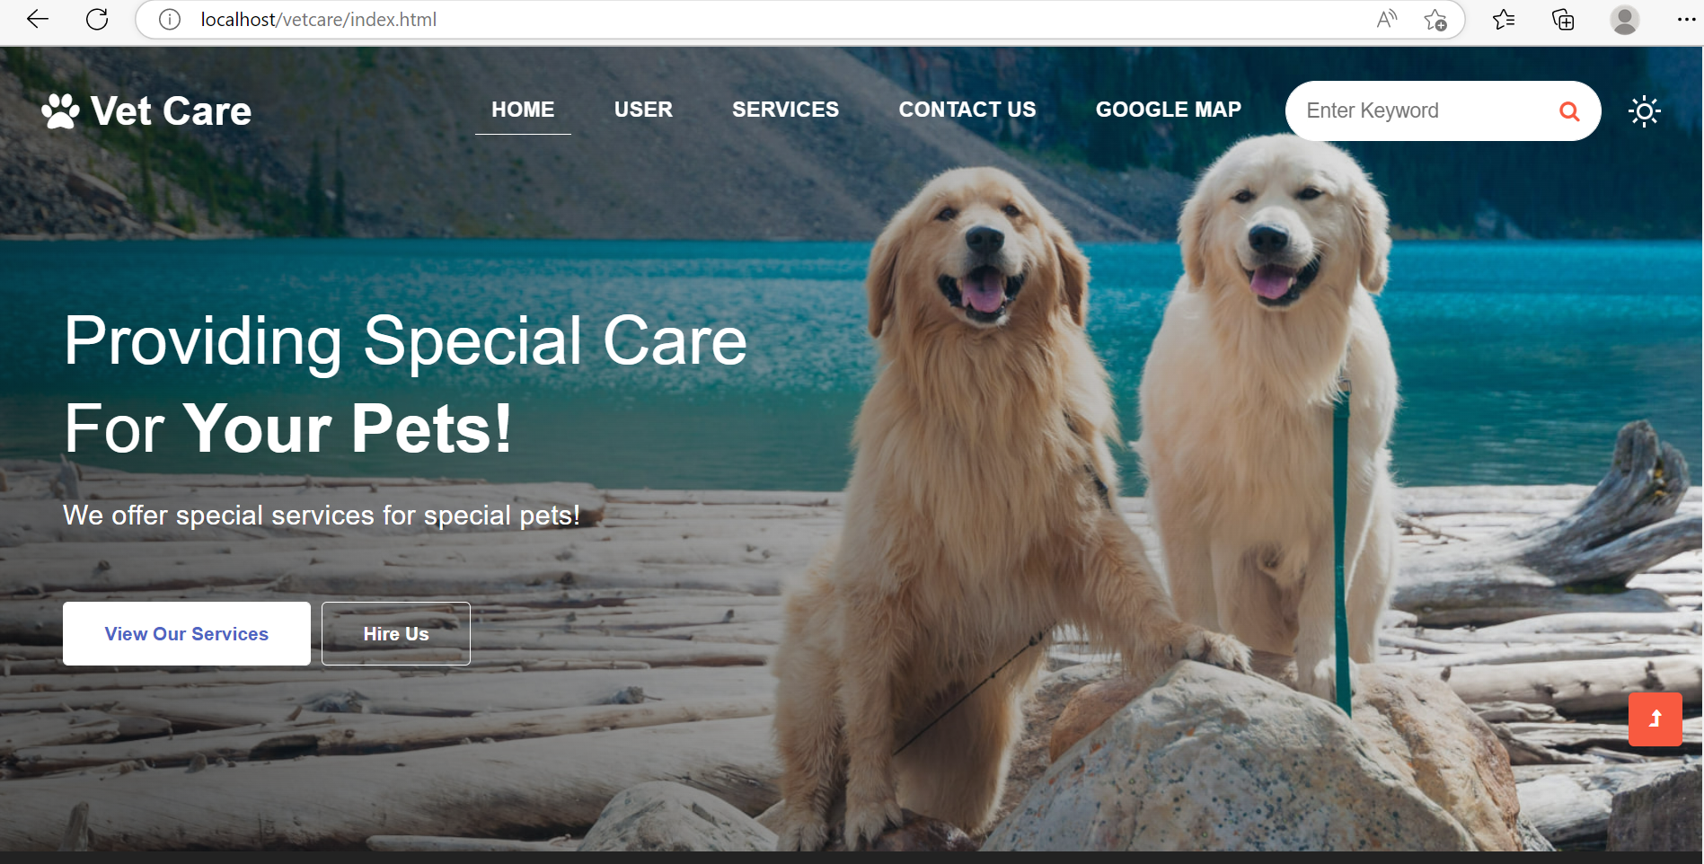 localhost/vetcare/index.html
Vet Care
HOME
USER
SERVICES
CONTACT US
GOOGLE MAP
Enter Keyword
Providing Special Care
For Your Pets!
We offer special services for special pets!
View Our Services
Hire Us